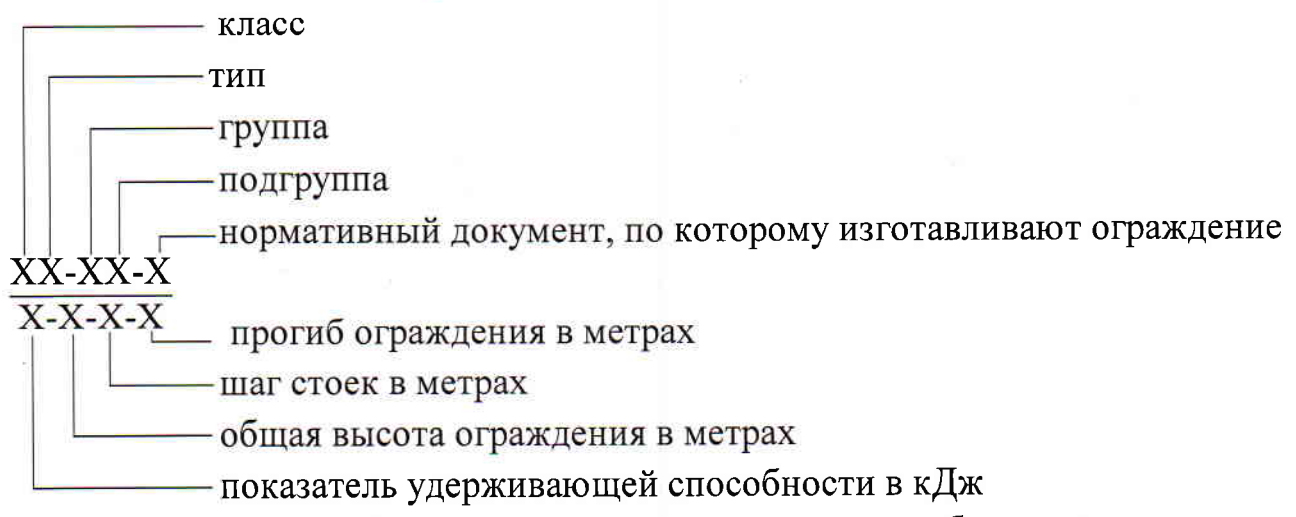 класс
тип
группа
подгруппа
нормативный документ, по которому изготавливают ограждение
ХХ-ХХ-Х
Х-Х-Х-Х
прогиб ограждения в метрах
шаг стоек в метрах
общая высота ограждения в метрах
показатель удерживающей способности в кДж